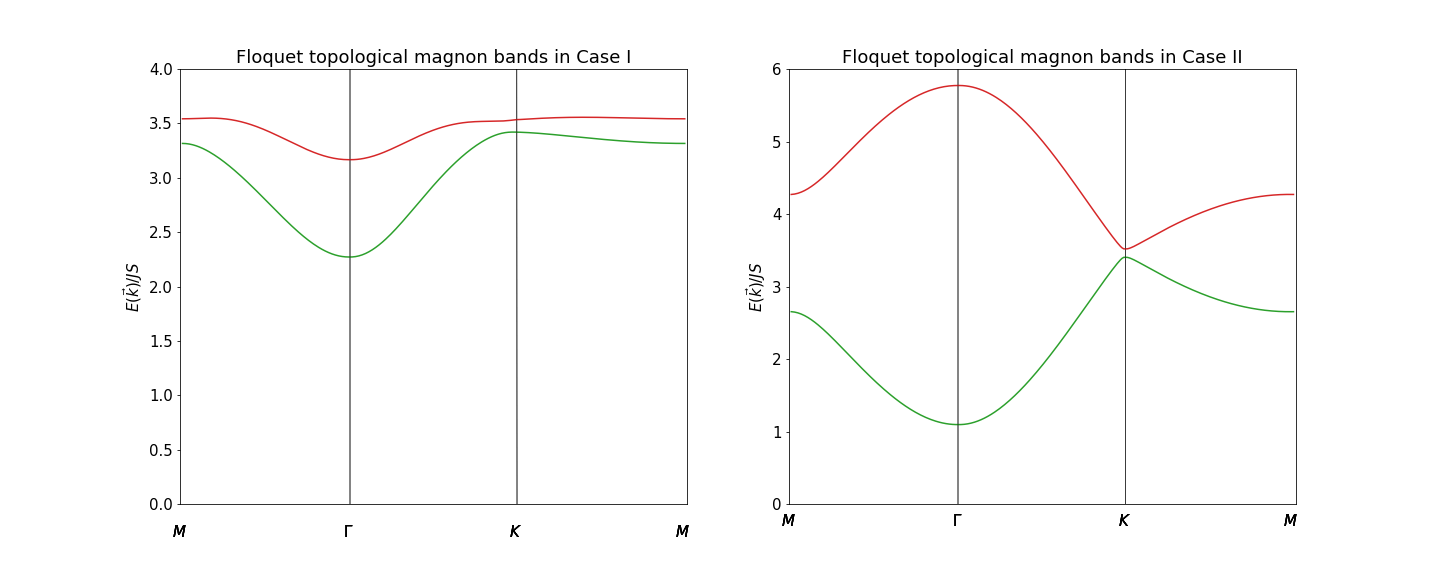 Floquet topological magnon bands in Case I
4.0
3.5
3.0
2.5
2.0
1.5
1.0
0.5
0.0
E(k⃗)/JS
M Γ K M
Floquet topological magnon bands in Case II
6
5
4
3
2
1
0
E(k⃗)/JS
M Γ K M